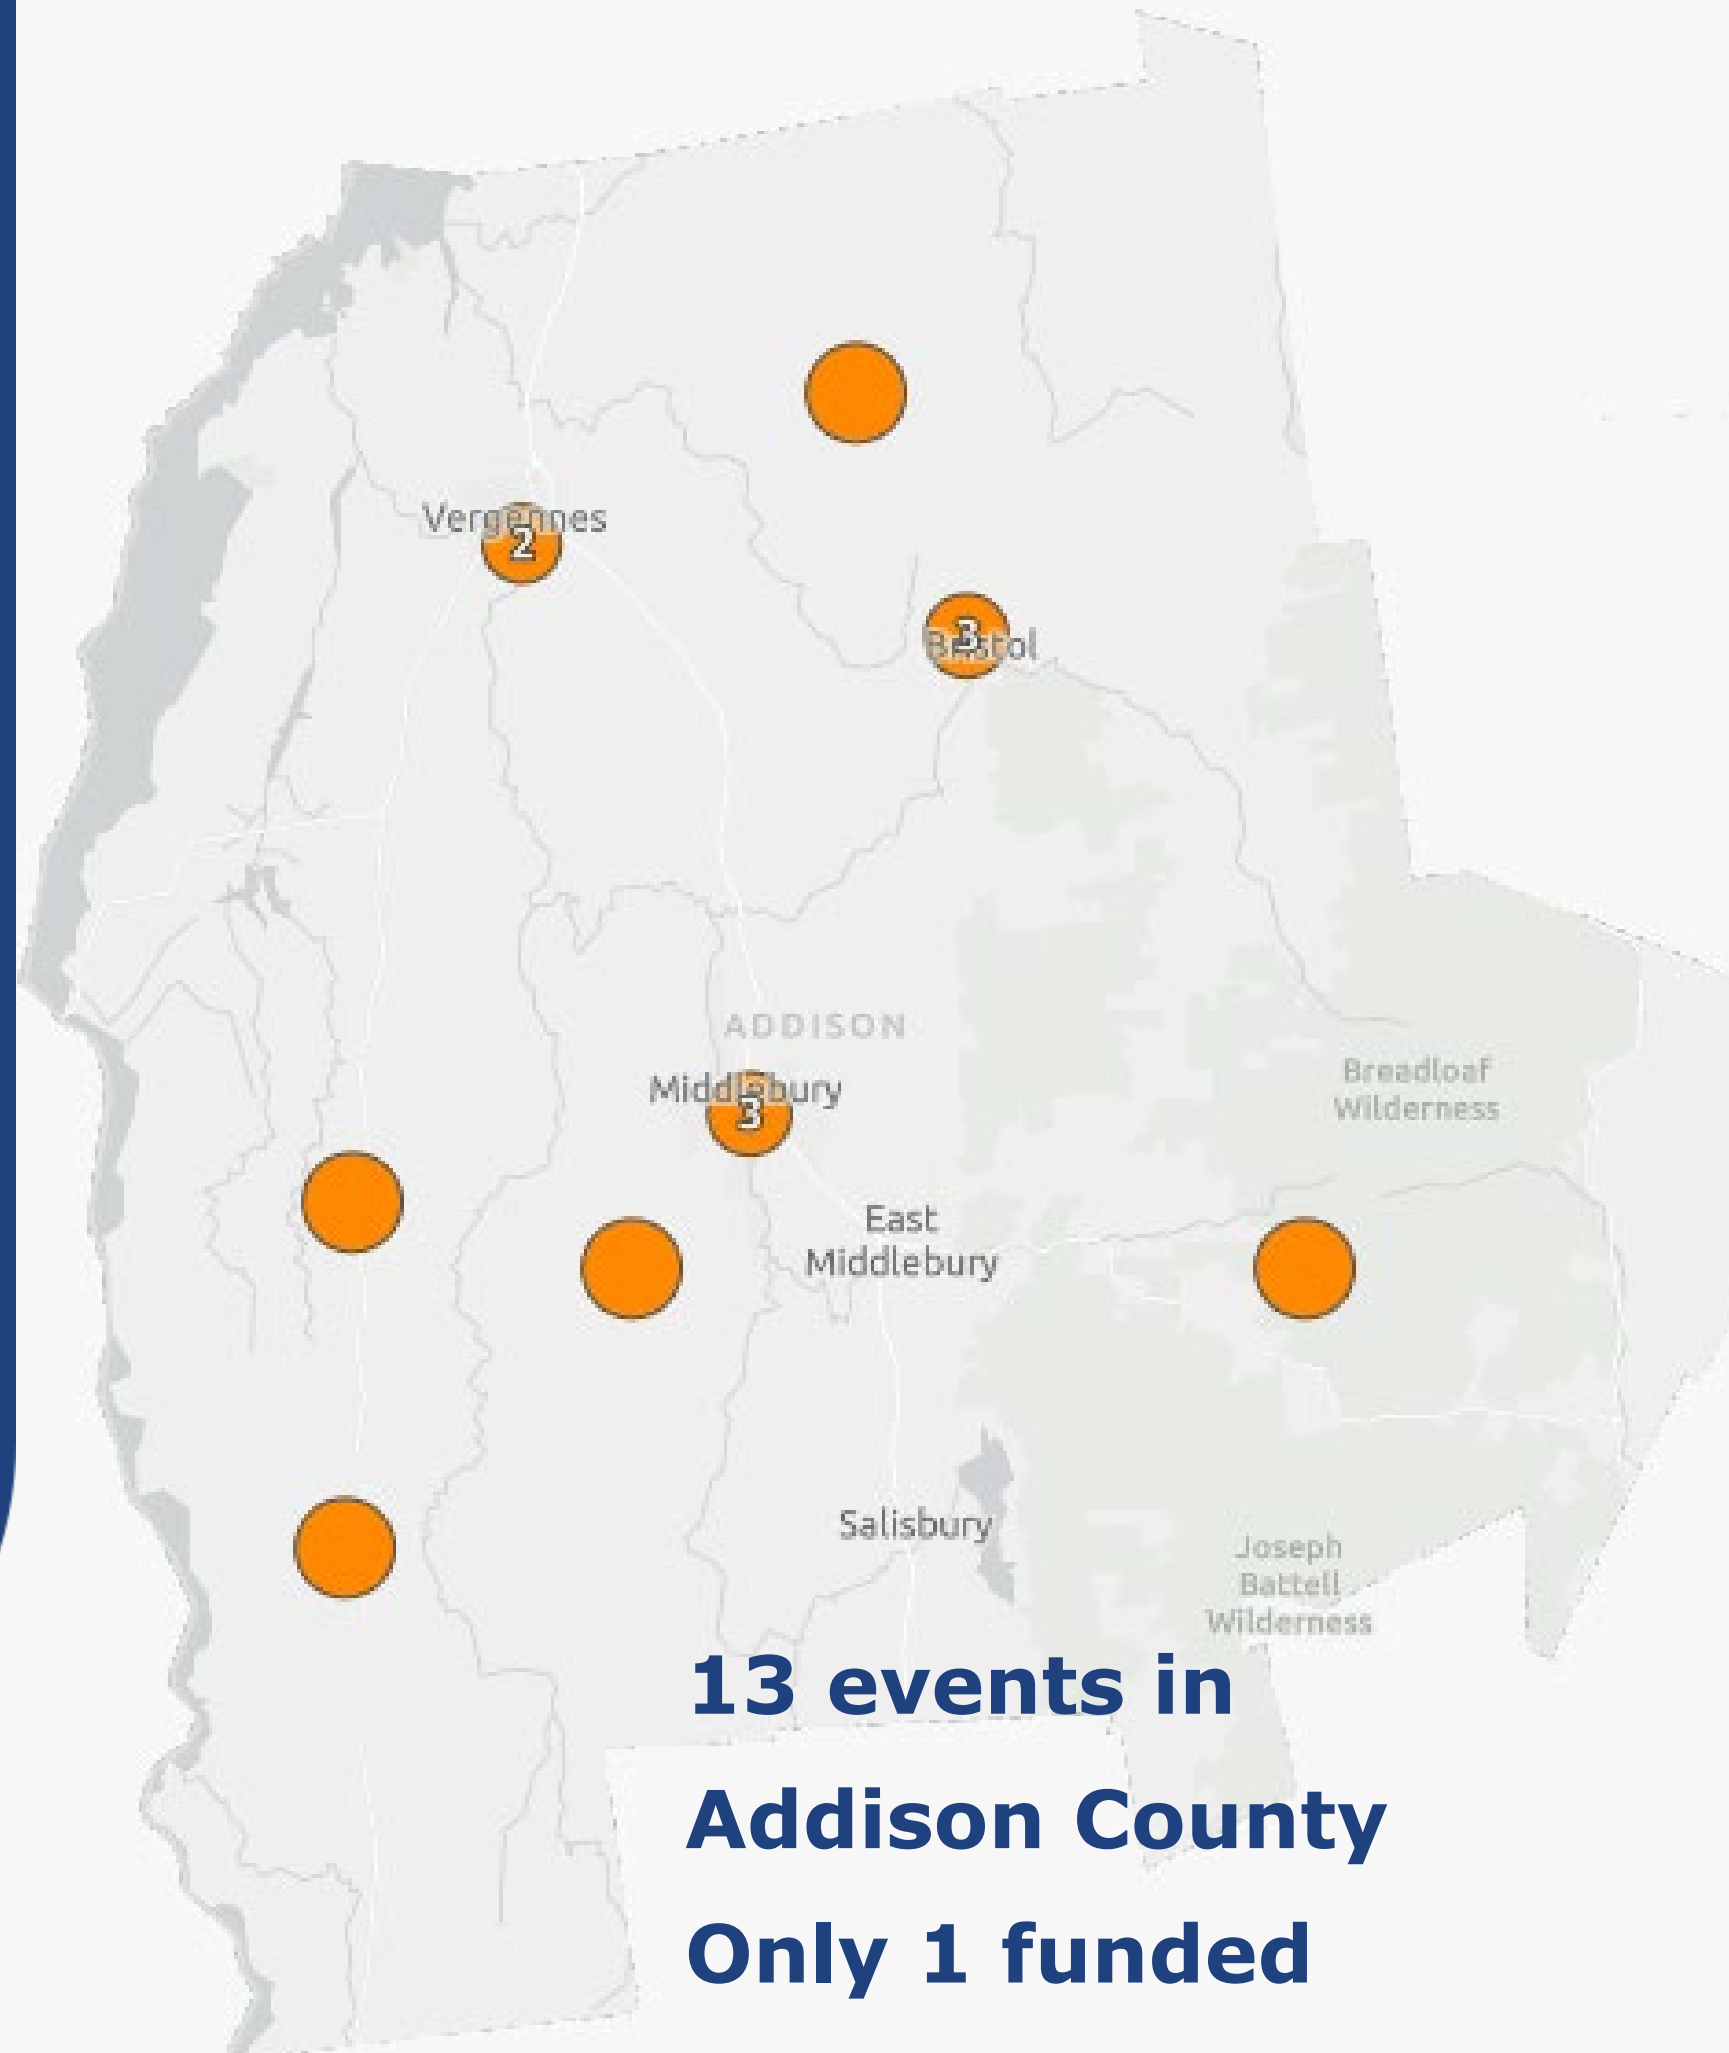 Vergennes
2
3
Bristol
ADDISON
Middlebury
3
Breadloaf
Wilderness
East
Middlebury
Salisbury
Joseph
Battell
Wilderness
13 events in
Addison County
Only 1 funded